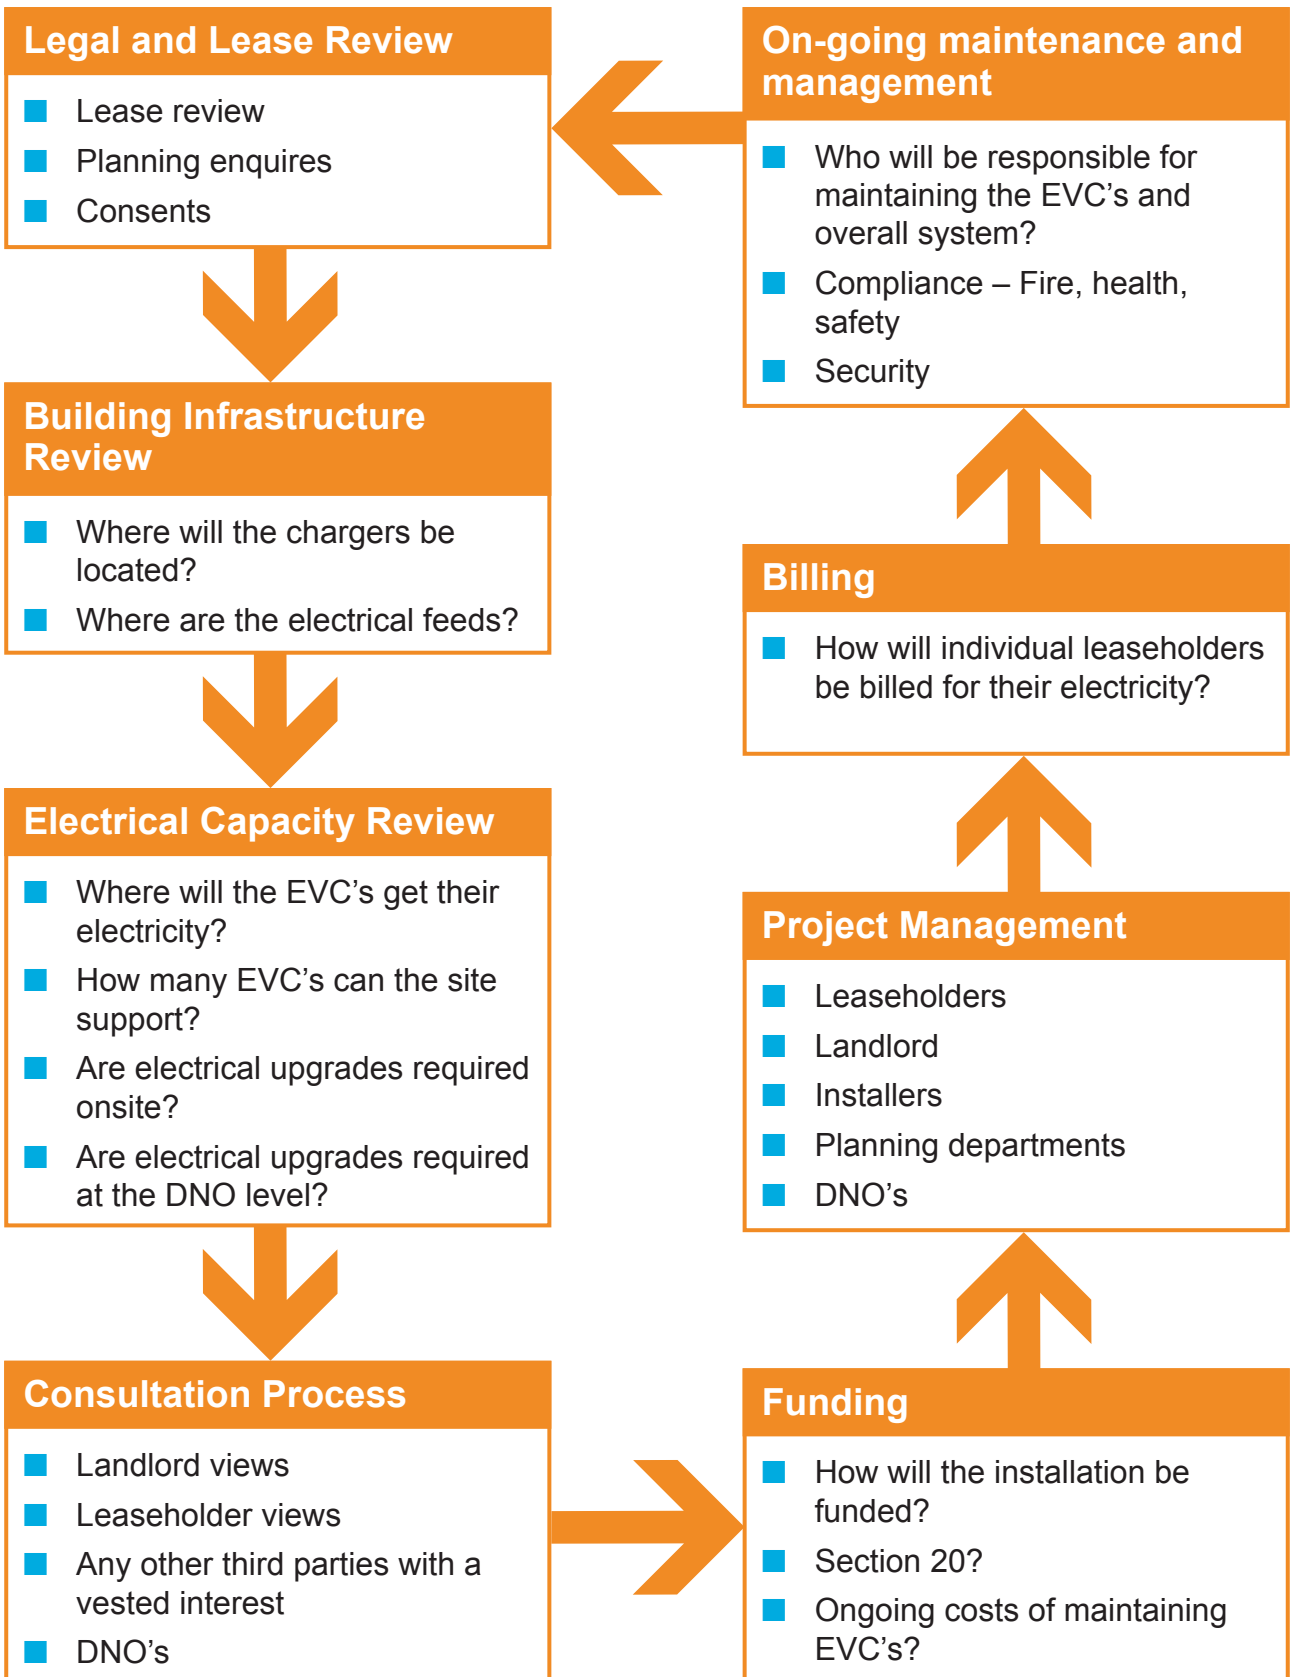 Legal and Lease Review
Lease review
Planning enquires
Consents
Building Infrastructure
Review
Where will the chargers be
located?
Where are the electrical feeds?
Electrical Capacity Review
Where will the EVC’s get their
electricity?
How many EVC’s can the site
support?
Are electrical upgrades required
onsite?
Are electrical upgrades required
at the DNO level?
Consultation Process
Landlord views
Leaseholder views
Any other third parties with a
vested interest
DNO’s
Funding
How will the installation be
funded?
Section 20?
Ongoing costs of maintaining
EVC’s?
Project Management
Leaseholders
Landlord
Installers
Planning departments
DNO’s
Billing
How will individual leaseholders
be billed for their electricity?
On-going maintenance and
management
Who will be responsible for
maintaining the EVC’s and
overall system?
Compliance – Fire, health,
safety
Security